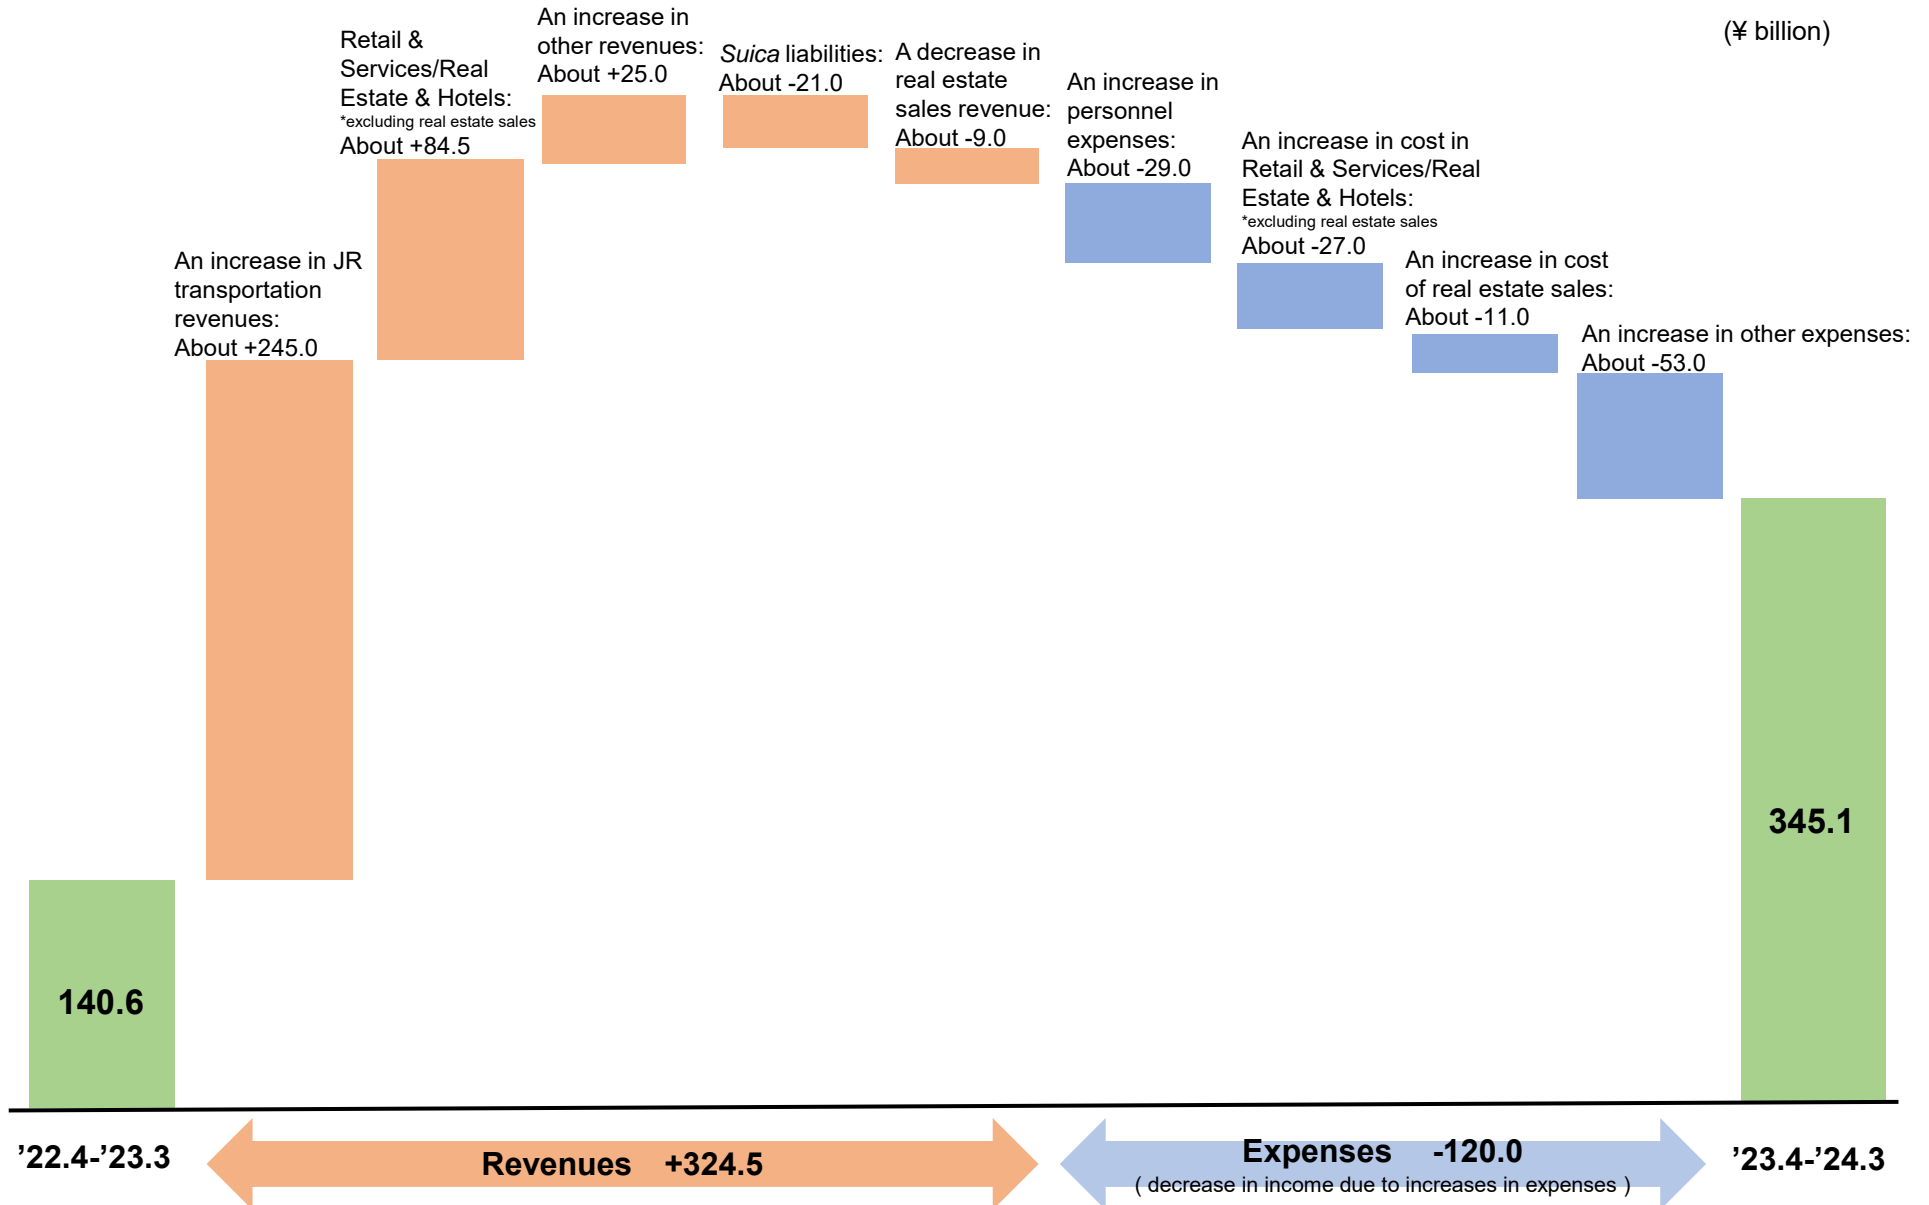 (¥ billion)
Retail &
Services/Real
Estate & Hotels:
*excluding real estate sales
About +84.5
An increase in
other revenues:
About +25.0
Suica liabilities:
About -21.0
A decrease in
real estate
sales revenue:
About -9.0
An increase in
personnel
expenses:
About -29.0
An increase in cost in
Retail & Services/Real
Estate & Hotels:
*excluding real estate sales
About -27.0
An increase in JR
transportation
revenues:
About +245.0
An increase in cost
of real estate sales:
About -11.0
An increase in other expenses:
About -53.0
140.6
345.1
’22.4-’23.3
Revenues +324.5
Expenses -120.0
( decrease in income due to increases in expenses )
’23.4-’24.3